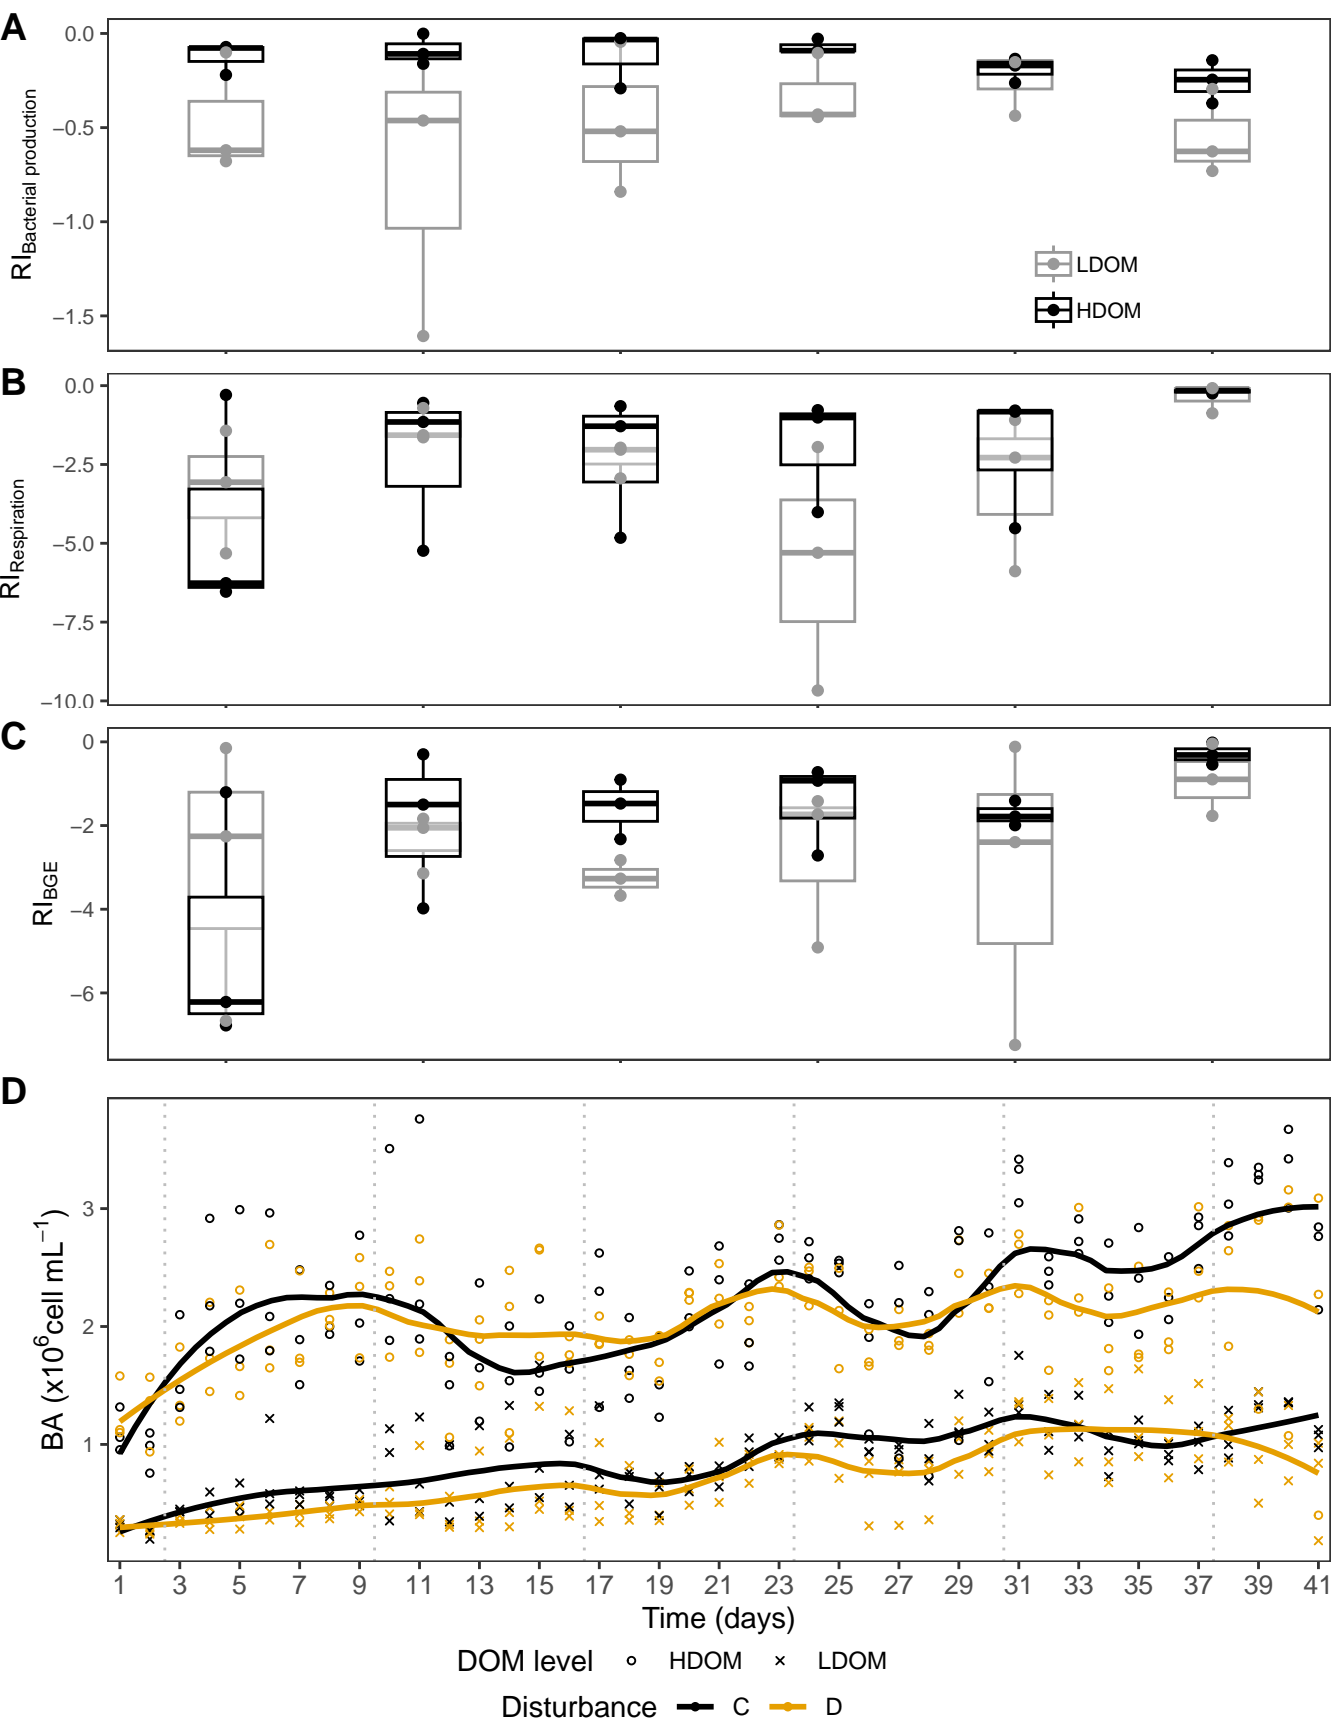 A
0.0
−0.5
−1.0
−1.5
RIBacterial production
LDOM
HDOM
B
0.0
−2.5
−5.0
−7.5
−10.0
RIRespiration
C
0
−2
−4
−6
RIBGE
D
3
2
1
BA (x10⁶cell mL⁻¹)
1 3 5 7 9 11 13 15 17 19 21 23 25 27 29 31 33 35 37 39 41
Time (days)
DOM level HDOM LDOM
Disturbance C D